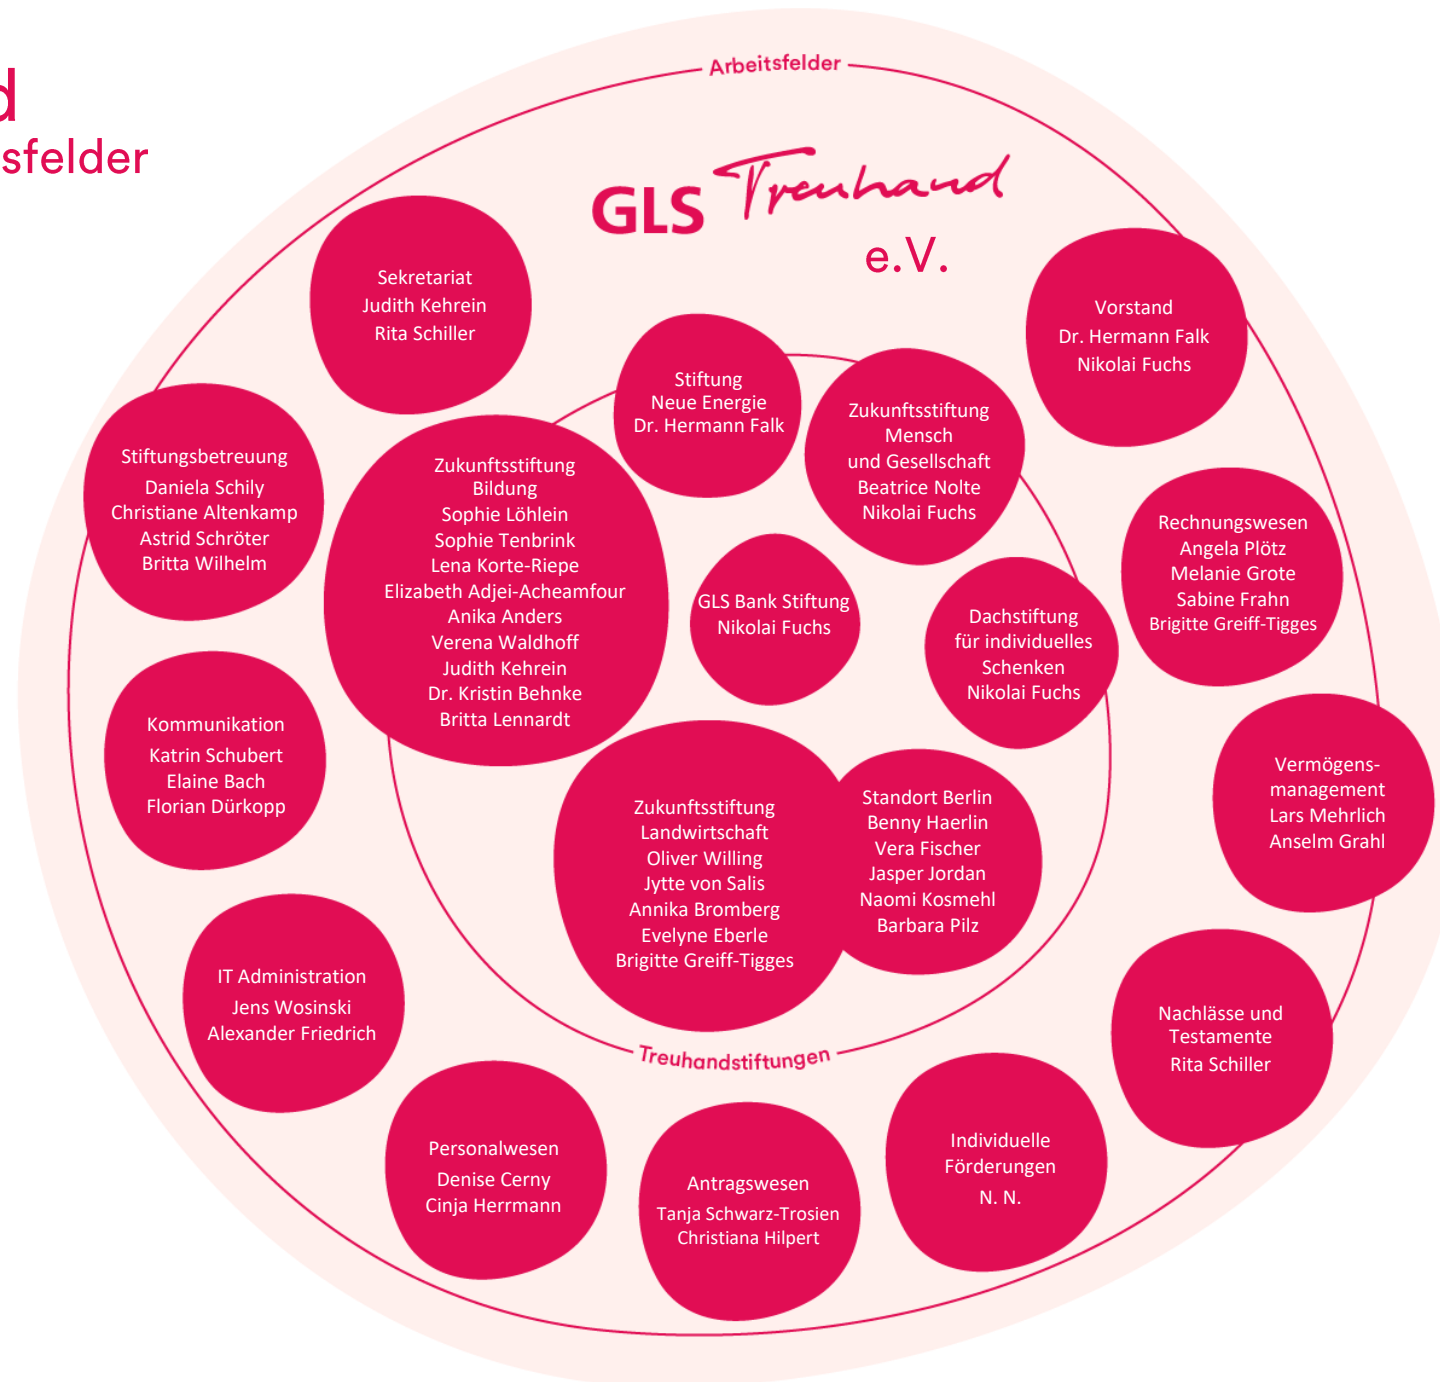 d
sfelder
Arbeitsfelder
GLS Treuhand
e.V.
Sekretariat
Judith Kehrein
Rita Schiller
Vorstand
Dr. Hermann Falk
Nikolai Fuchs
Stiftung
Neue Energie
Dr. Hermann Falk
Zukunftsstiftung
Mensch
und Gesellschaft
Beatrice Nolte
Nikolai Fuchs
Stiftungsbetreuung
Daniela Schily
Christiane Altenkamp
Astrid Schröter
Britta Wilhelm
Zukunftsstiftung
Bildung
Sophie Löhlein
Sophie Tenbrink
Lena Korte-Riepe
Elizabeth Adjei-Acheamfour
Anika Anders
Verena Waldhoff
Judith Kehrein
Dr. Kristin Behnke
Britta Lennardt
GLS Bank Stiftung
Nikolai Fuchs
Dachstiftung
für individuelles
Schenken
Nikolai Fuchs
Rechnungswesen
Angela Plötz
Melanie Grote
Sabine Frahn
Brigitte Greiff-Tigges
Kommunikation
Katrin Schubert
Elaine Bach
Florian Dürkopp
Zukunftsstiftung
Landwirtschaft
Oliver Willing
Jytte von Salis
Annika Bromberg
Evelyne Eberle
Brigitte Greiff-Tigges
Standort Berlin
Benny Haerlin
Vera Fischer
Jasper Jordan
Naomi Kosmehl
Barbara Pilz
Vermögens-
management
Lars Mehrlich
Anselm Grahl
IT Administration
Jens Wosinski
Alexander Friedrich
Treuhandstiftungen
Nachlässe und
Testamente
Rita Schiller
Personalwesen
Denise Cerny
Cinja Herrmann
Antragswesen
Tanja Schwarz-Trosien
Christiana Hilpert
Individuelle
Förderungen
N. N.